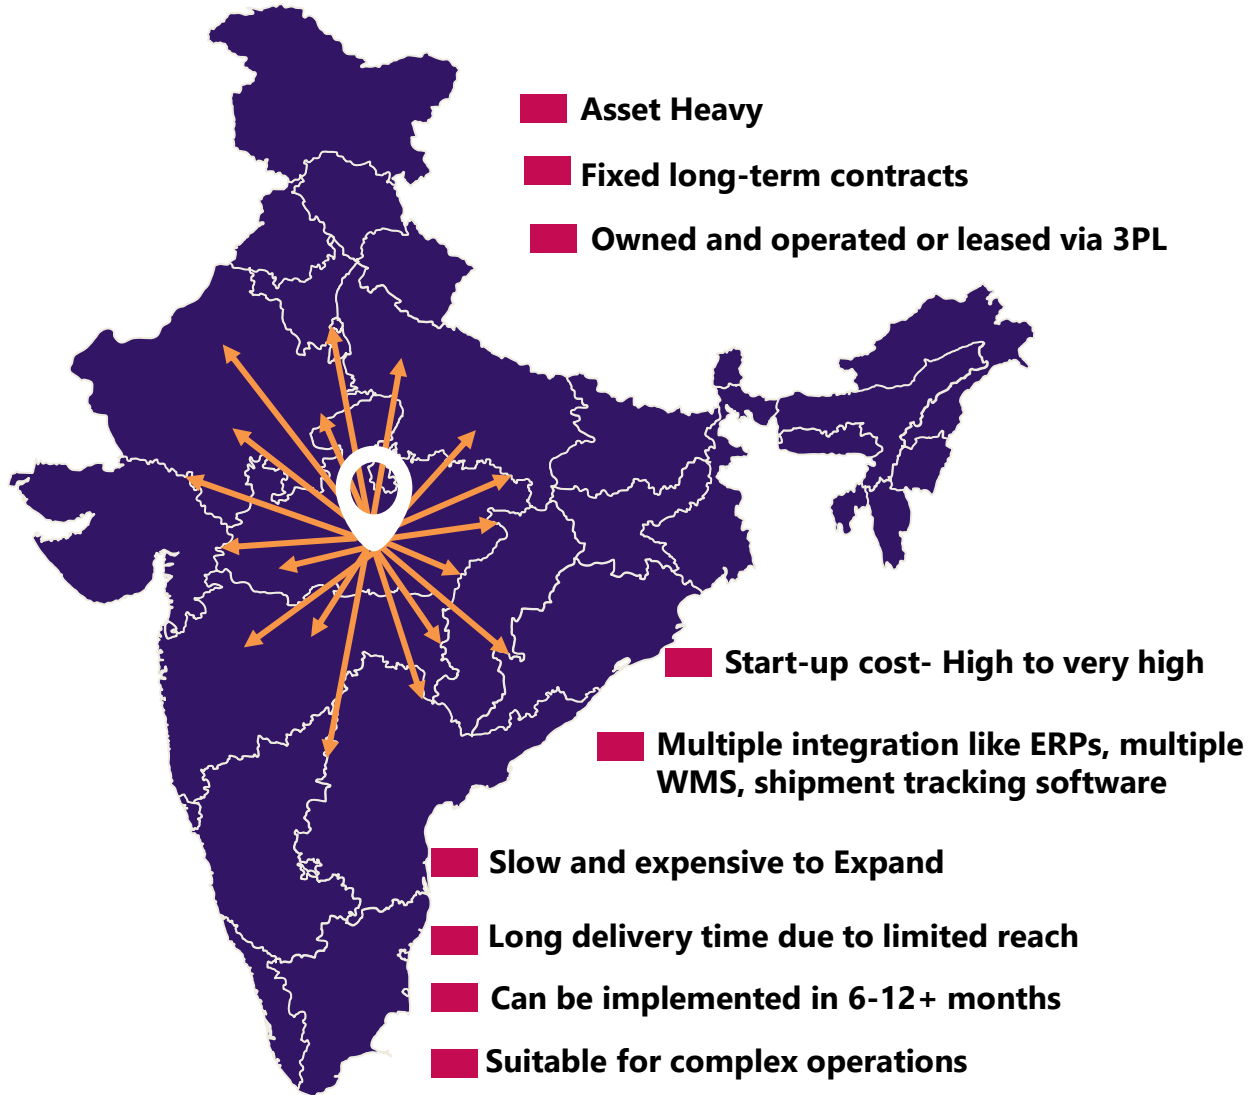 Asset Heavy
Fixed long-term contracts
Owned and operated or leased via 3PL
Start-up cost- High to very high
Multiple integration like ERPs, multiple
WMS, shipment tracking software
Slow and expensive to Expand
Long delivery time due to limited reach
Can be implemented in 6-12+ months
Suitable for complex operations